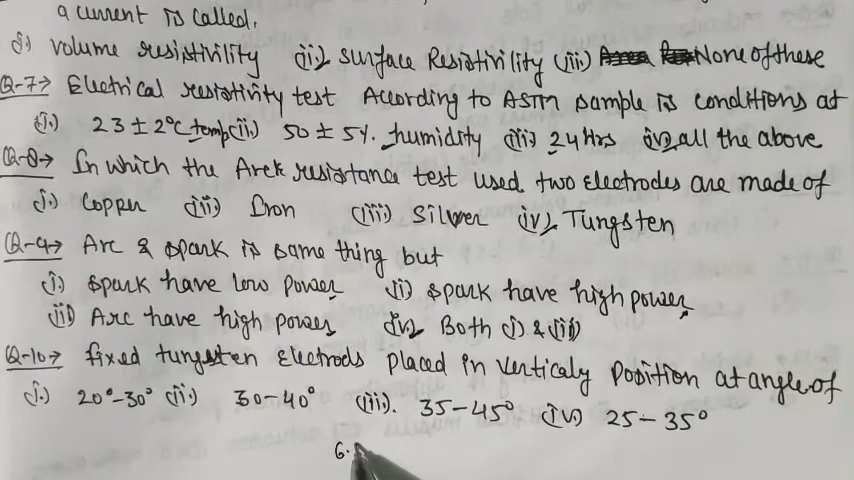 a current is called.
i) volume resistivility (ii) Surface Resistivility (iii) None of these
Q-7→ Electrical resistivity test According to ASTM sample is conditions at
(i). 23 ± 2°C temp (ii). 50 ± 5% humidity (iii) 24 Hrs (iv) all the above
Q-8→ In which the Arck resistance test used two electrodes are made of
i.) Copper (ii) Iron (iii) Silver (iv) Tungsten
Q-9→ Arc & spark is same thing but
(i) spark have low power (ii) spark have high power
(iii) Arc have high power (iv) Both (i) & (iii)
Q-10→ fixed tungsten Electrods placed in verticaly position at angle of
(i.) 20°-30° (ii.) 30-40° (iii). 35-45° (iv) 25-35°
6.